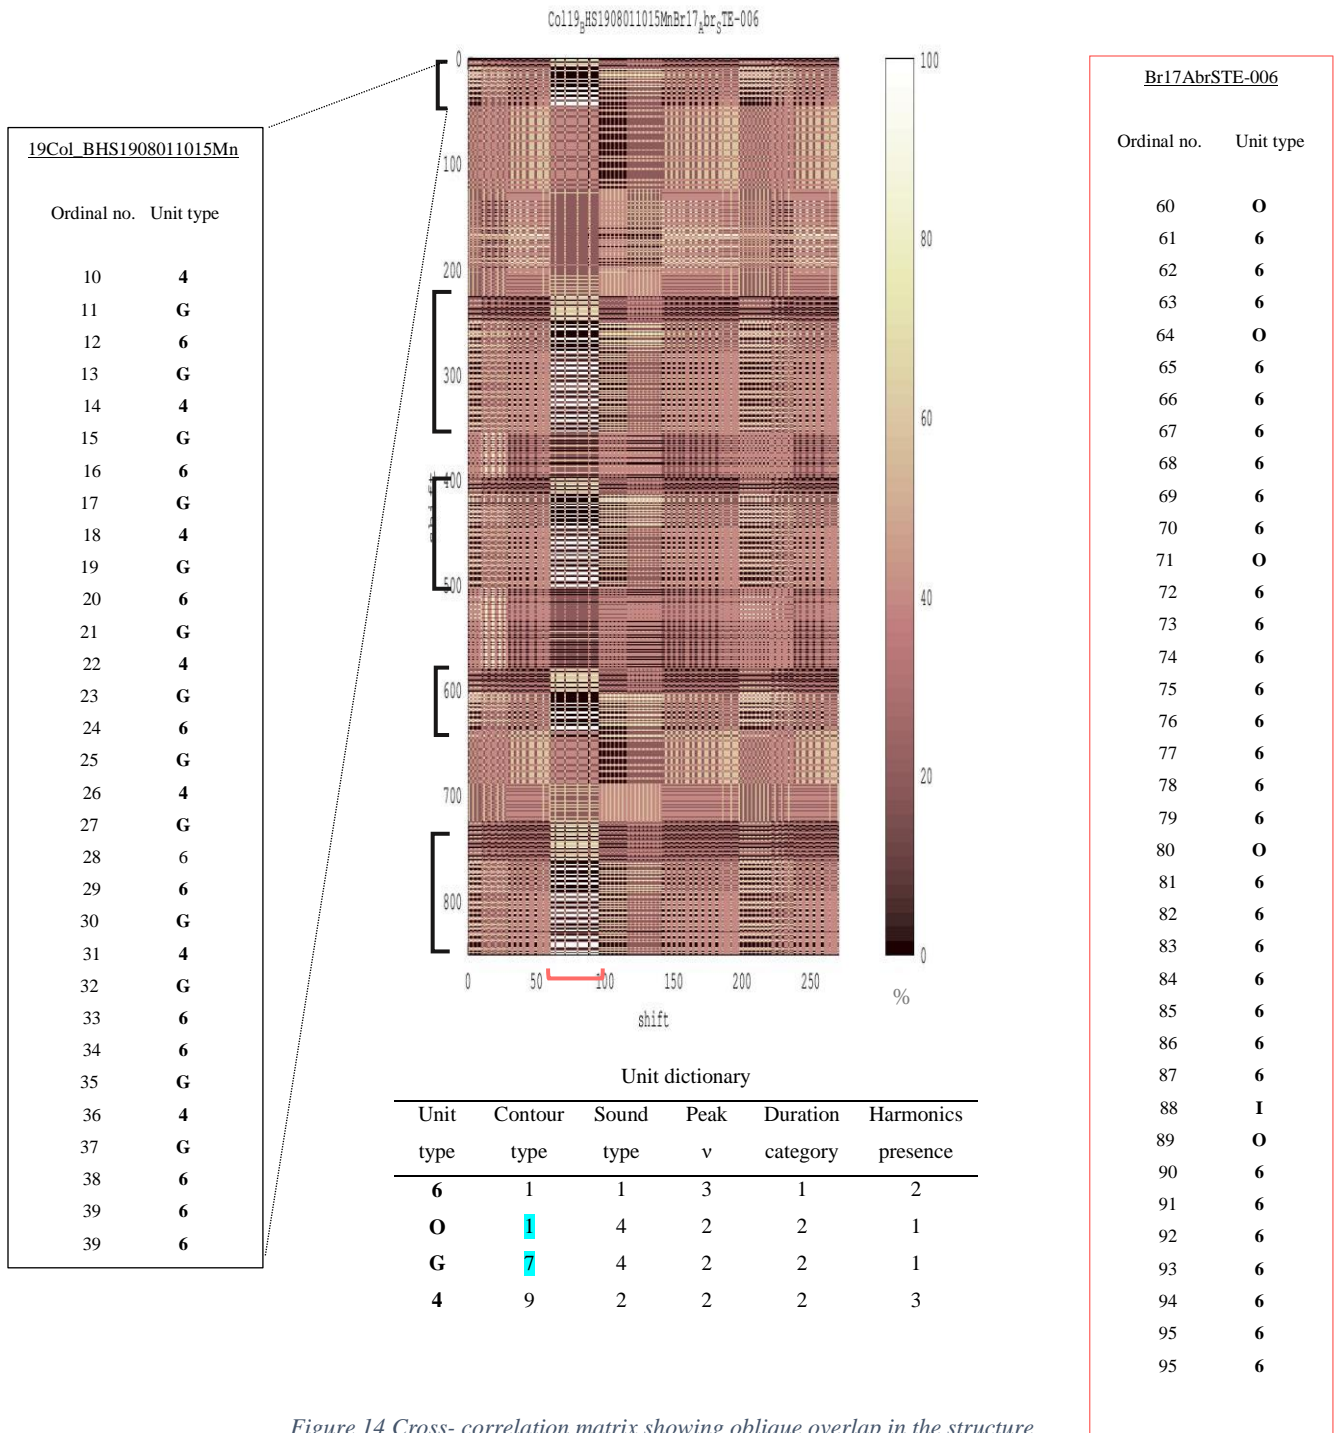 Col19BHS1908011015MnBr17AbrSTE-006
0
100
200
300
400
500
600
700
800
shift
0
50
100
150
200
250
shift
100
80
60
40
20
0
%
19Col_BHS1908011015Mn
Ordinal no. Unit type
10 4
11 G
12 6
13 G
14 4
15 G
16 6
17 G
18 4
19 G
20 6
21 G
22 4
23 G
24 6
25 G
26 4
27 G
28 6
29 6
30 G
31 4
32 G
33 6
34 6
35 G
36 4
37 G
38 6
39 6
39 6
Br17AbrSTE-006
Ordinal no. Unit type
60 O
61 6
62 6
63 6
64 O
65 6
66 6
67 6
68 6
69 6
70 6
71 O
72 6
73 6
74 6
75 6
76 6
77 6
78 6
79 6
80 O
81 6
82 6
83 6
84 6
85 6
86 6
87 6
88 I
89 O
90 6
91 6
92 6
93 6
94 6
95 6
95 6
Unit dictionary
Unit Contour Sound Peak Duration Harmonics
type type type ν category presence
6 1 1 3 1 2
O 1 4 2 2 1
G 7 4 2 2 1
4 9 2 2 2 3
Figure 14 Cross- correlation matrix showing oblique overlap in the structure